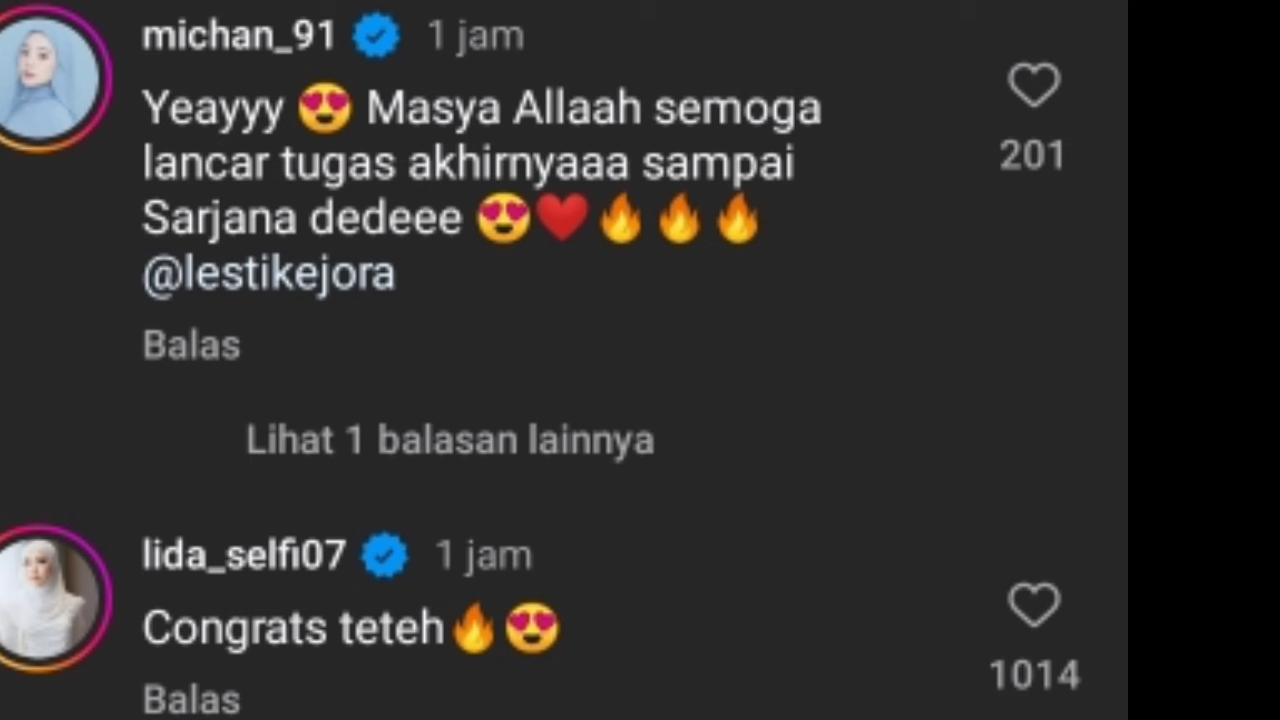 michan_91 1 jam
Yeayyy 😍 Masya Allaah semoga
201
lancar tugas akhirnyaaa sampai
Sarjana dedeee 😍❤️🔥🔥🔥
@lestikejora
Balas
Lihat 1 balasan lainnya
lida_selfi07 1 jam
Congrats teteh🔥😍
1014
Balas